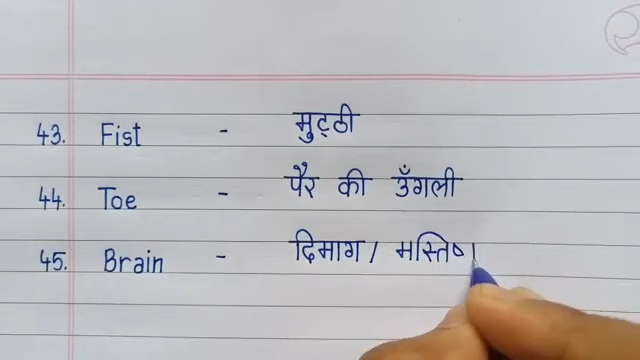 43. Fist - मुट्ठी
44. Toe - पैर की उँगली
45. Brain - दिमाग / मस्तिष